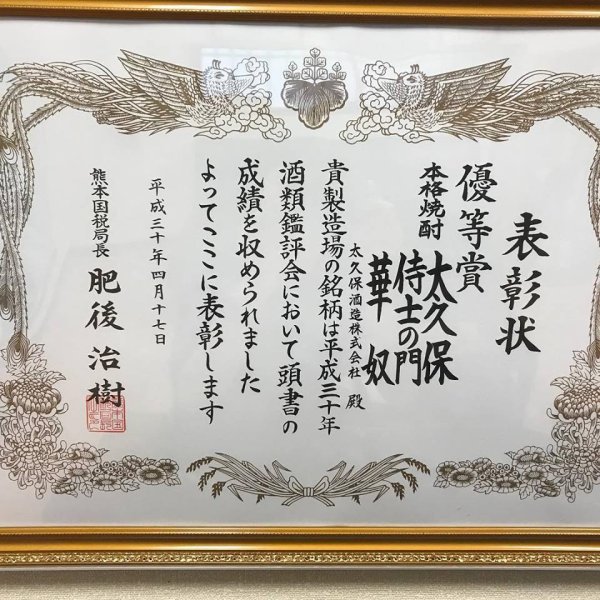 表彰状
優等賞
本格焼酎
太久保
侍士の門
華奴
太久保酒造株式会社 殿
貴製造場の銘柄は平成三十年
酒類鑑評会において頭書の
成績を収められました
よってここに表彰します
平成三十年四月十七日
熊本国税局長 肥後治樹